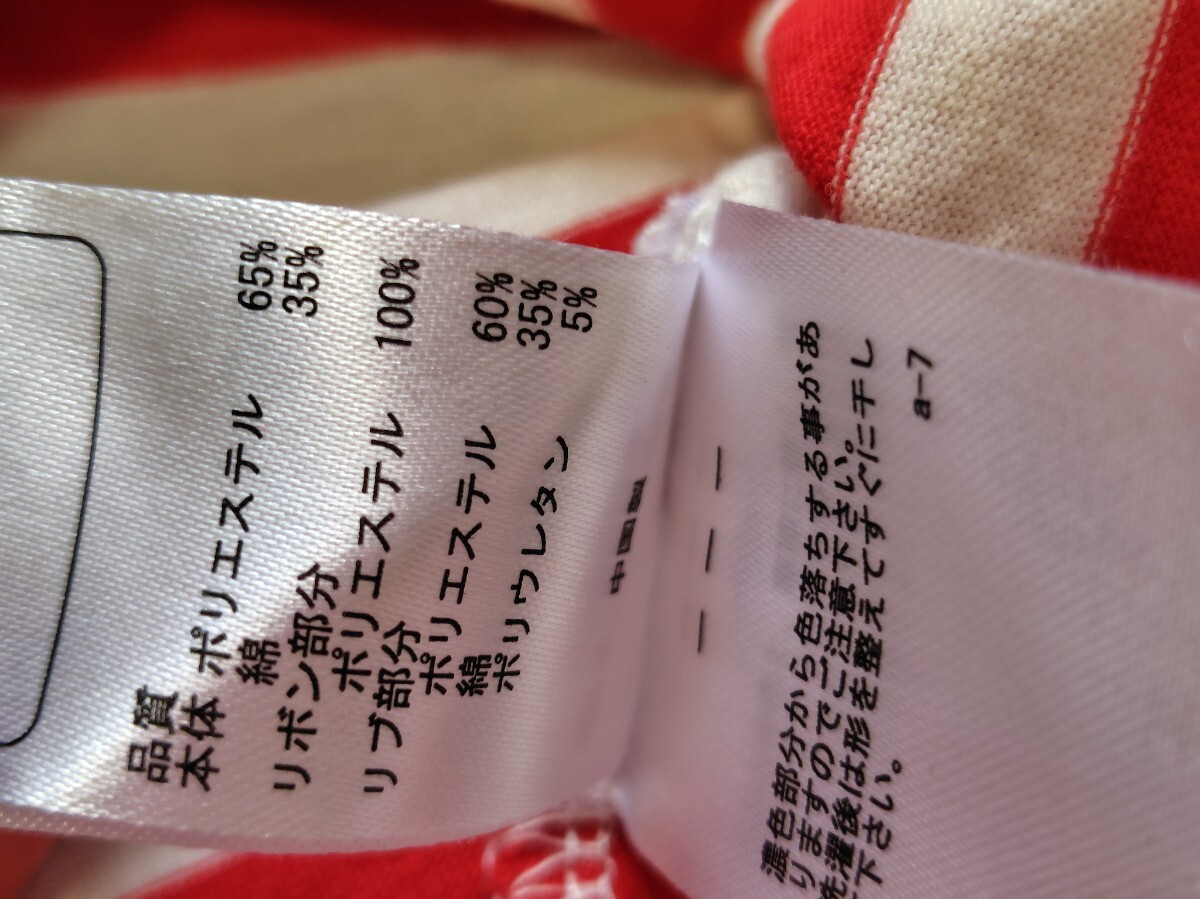 品質
本体 ポリエステル 65%
綿 35%
リボン部分
ポリエステル 100%
リブ部分
ポリエステル 60%
綿 35%
ポリウレタン 5%
中国製
濃色部分から色落ちする事があ
りますのでご注意下さい。
洗濯後は形を整えてすぐに干し
て下さい。
a-7